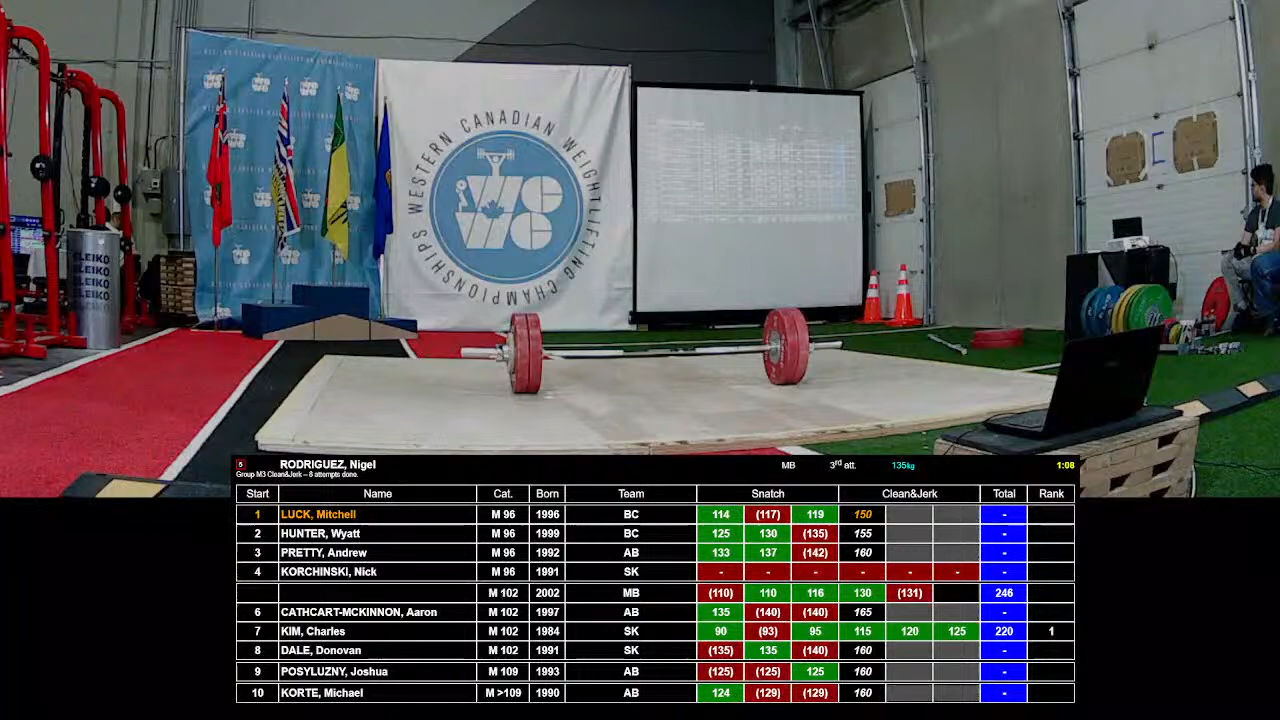 WESTERN CANADIAN WEIGHTLIFTING CHAMPIONSHIPS
WC
WC
ELEIKO
ELEIKO
ELEIKO
ELEIKO
C
5 RODRIGUEZ, Nigel MB 3rd att. 135kg 1:08
Group M3 Clean&Jerk – 8 attempts done.
Start Name Cat. Born Team Snatch Clean&Jerk Total Rank
1 LUCK, Mitchell M 96 1996 BC 114 (117) 119 150 -
2 HUNTER, Wyatt M 96 1999 BC 125 130 (135) 155 -
3 PRETTY, Andrew M 96 1992 AB 133 137 (142) 160 -
4 KORCHINSKI, Nick M 96 1991 SK - - - - - - -
M 102 2002 MB (110) 110 116 130 (131) 246
6 CATHCART-MCKINNON, Aaron M 102 1997 AB 135 (140) (140) 165 -
7 KIM, Charles M 102 1984 SK 90 (93) 95 115 120 125 220 1
8 DALE, Donovan M 102 1991 SK (135) 135 (140) 160 -
9 POSYLUZNY, Joshua M 109 1993 AB (125) (125) 125 160 -
10 KORTE, Michael M >109 1990 AB 124 (129) (129) 160 -